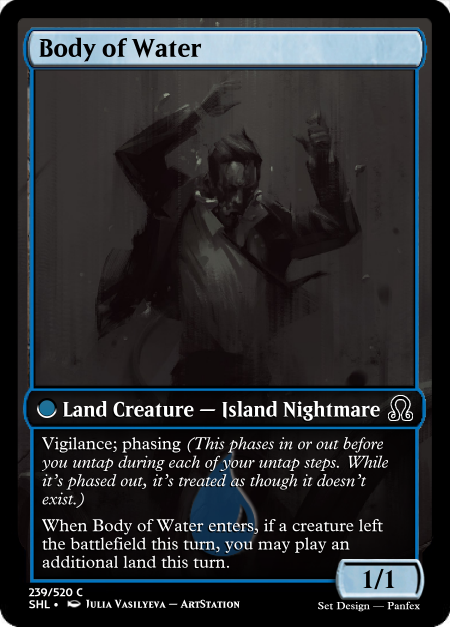 Body of Water
Land Creature — Island Nightmare
Vigilance; phasing (This phases in or out before
you untap during each of your untap steps. While
it's phased out, it's treated as though it doesn't
exist.)
When Body of Water enters, if a creature left
the battlefield this turn, you may play an
additional land this turn.
1/1
239/520 C
SHL • Julia Vasilyeva — ArtStation
Set Design — Panfex